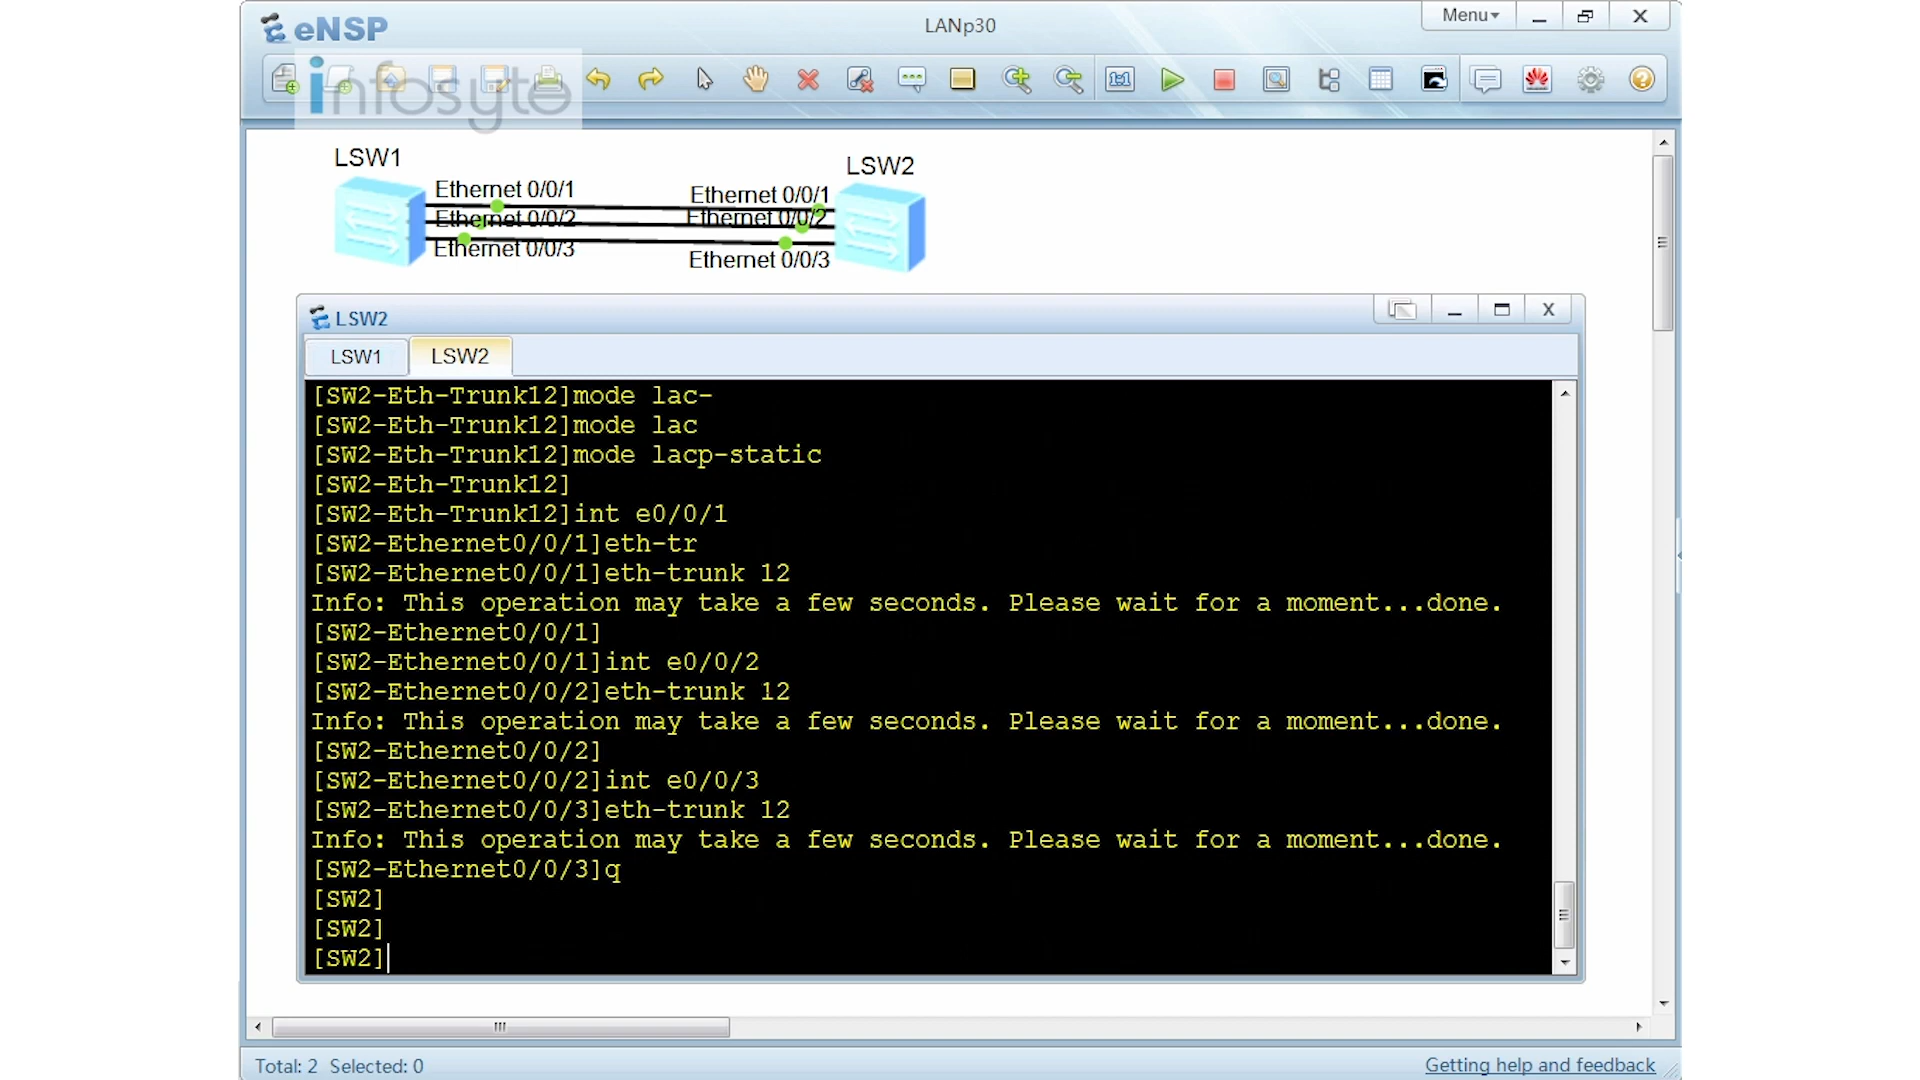 eNSP
LANp30
Menu
infosyte
LSW1
LSW2
Ethernet 0/0/1
Ethernet 0/0/1
Ethernet 0/0/2
Ethernet 0/0/2
Ethernet 0/0/3
Ethernet 0/0/3
LSW2
LSW1
LSW2
[SW2-Eth-Trunk12]mode lac-
[SW2-Eth-Trunk12]mode lac
[SW2-Eth-Trunk12]mode lacp-static
[SW2-Eth-Trunk12]
[SW2-Eth-Trunk12]int e0/0/1
[SW2-Ethernet0/0/1]eth-tr
[SW2-Ethernet0/0/1]eth-trunk 12
Info: This operation may take a few seconds. Please wait for a moment...done.
[SW2-Ethernet0/0/1]
[SW2-Ethernet0/0/1]int e0/0/2
[SW2-Ethernet0/0/2]eth-trunk 12
Info: This operation may take a few seconds. Please wait for a moment...done.
[SW2-Ethernet0/0/2]
[SW2-Ethernet0/0/2]int e0/0/3
[SW2-Ethernet0/0/3]eth-trunk 12
Info: This operation may take a few seconds. Please wait for a moment...done.
[SW2-Ethernet0/0/3]q
[SW2]
[SW2]
[SW2]
Total: 2 Selected: 0
Getting help and feedback